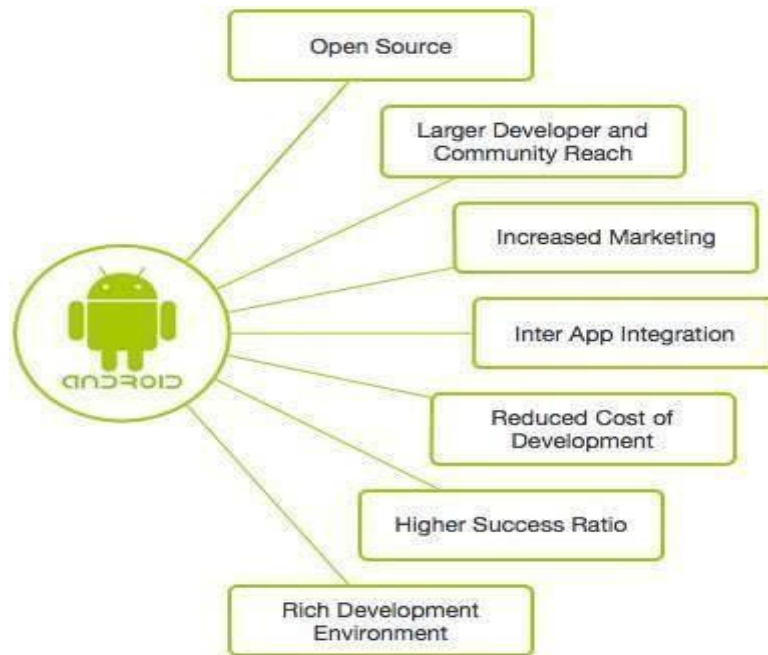 Open Source
Larger Developer and
Community Reach
Increased Marketing
Inter App Integration
ANDROID
Reduced Cost of
Development
Higher Success Ratio
Rich Development
Environment